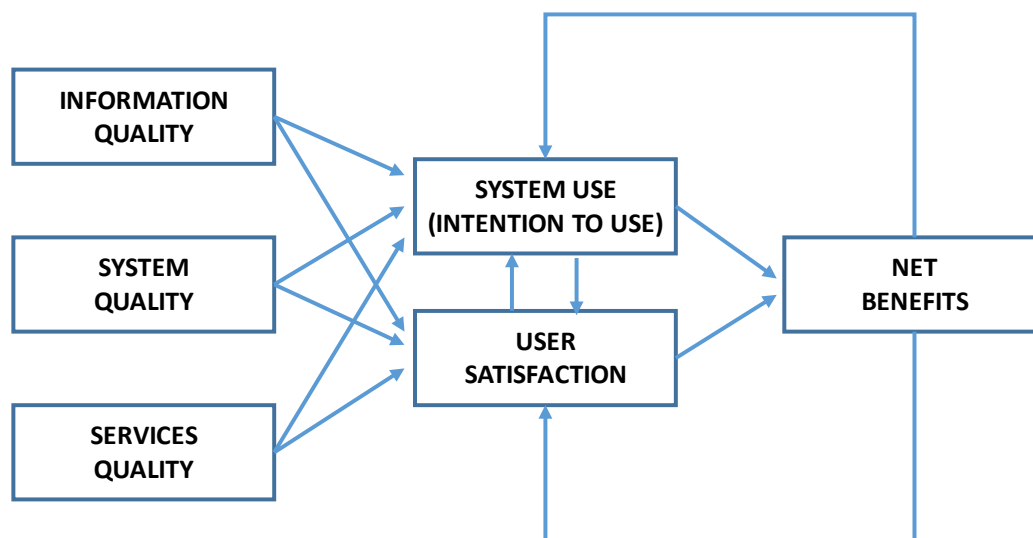 INFORMATION
QUALITY
SYSTEM USE
(INTENTION TO USE)
SYSTEM
QUALITY
NET
BENEFITS
USER
SATISFACTION
SERVICES
QUALITY